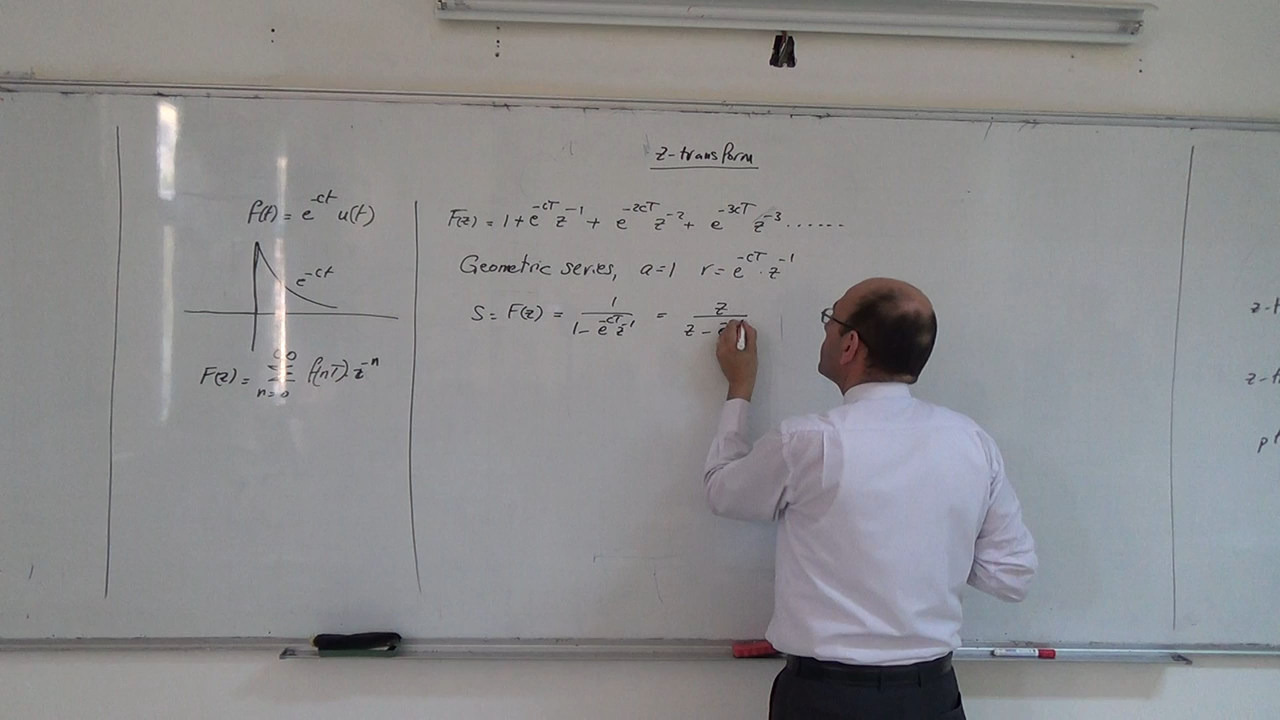 z-transform
f(t) = e^-ct u(t)
e^-ct
F(z) = ∑ n=0 ∞ f(nT) · z^-n
F(z) = 1 + e^-cT z^-1 + e^-2cT z^-2 + e^-3cT z^-3 ......
Geometric series, a=1 r = e^-cT · z^-1
S = F(z) = 1 / (1 - e^-cT z^-1) = z / (z -
z-t
z-t
p